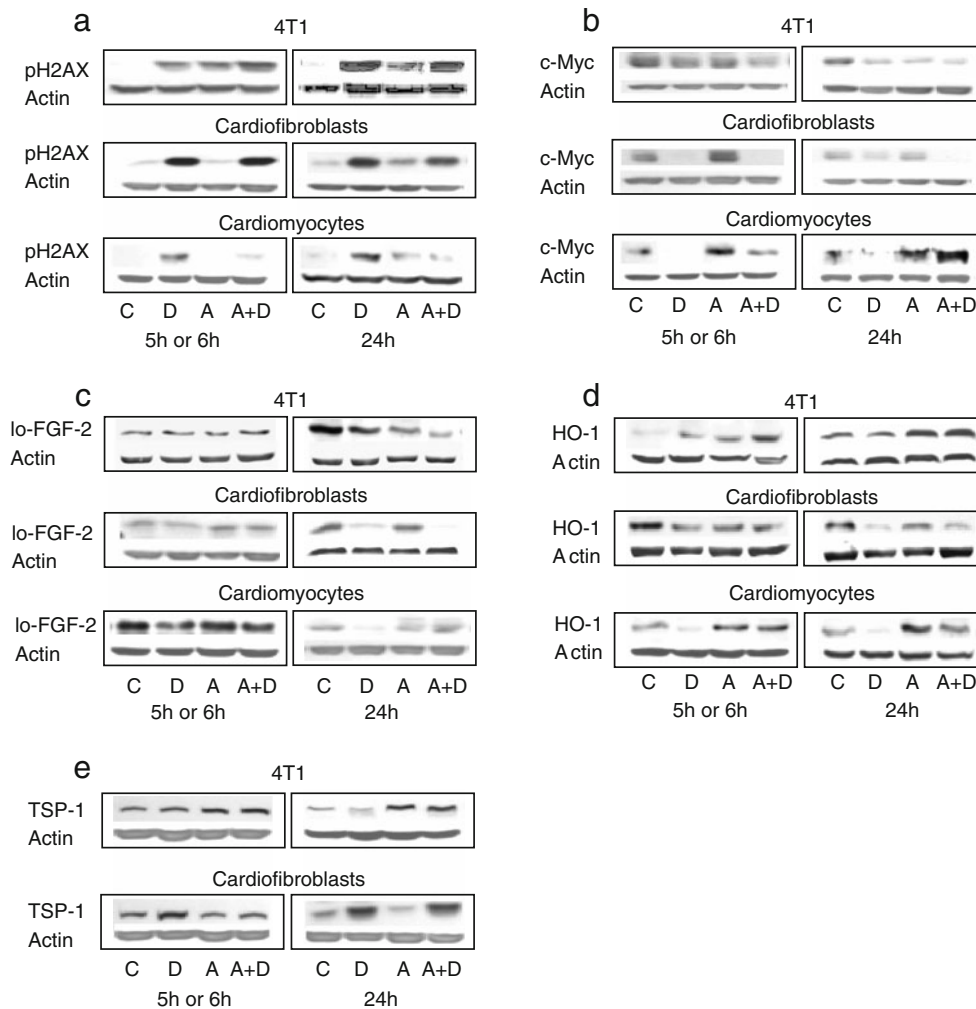 a
4T1
pH2AX
Actin
Cardiofibroblasts
pH2AX
Actin
Cardiomyocytes
pH2AX
Actin
C D A A+D C D A A+D
5h or 6h 24h
b
4T1
c-Myc
Actin
Cardiofibroblasts
c-Myc
Actin
Cardiomyocytes
c-Myc
Actin
C D A A+D C D A A+D
5h or 6h 24h
c
4T1
lo-FGF-2
Actin
Cardiofibroblasts
lo-FGF-2
Actin
Cardiomyocytes
lo-FGF-2
Actin
C D A A+D C D A A+D
5h or 6h 24h
d
4T1
HO-1
Actin
Cardiofibroblasts
HO-1
Actin
Cardiomyocytes
HO-1
Actin
C D A A+D C D A A+D
5h or 6h 24h
e
4T1
TSP-1
Actin
Cardiofibroblasts
TSP-1
Actin
C D A A+D C D A A+D
5h or 6h 24h